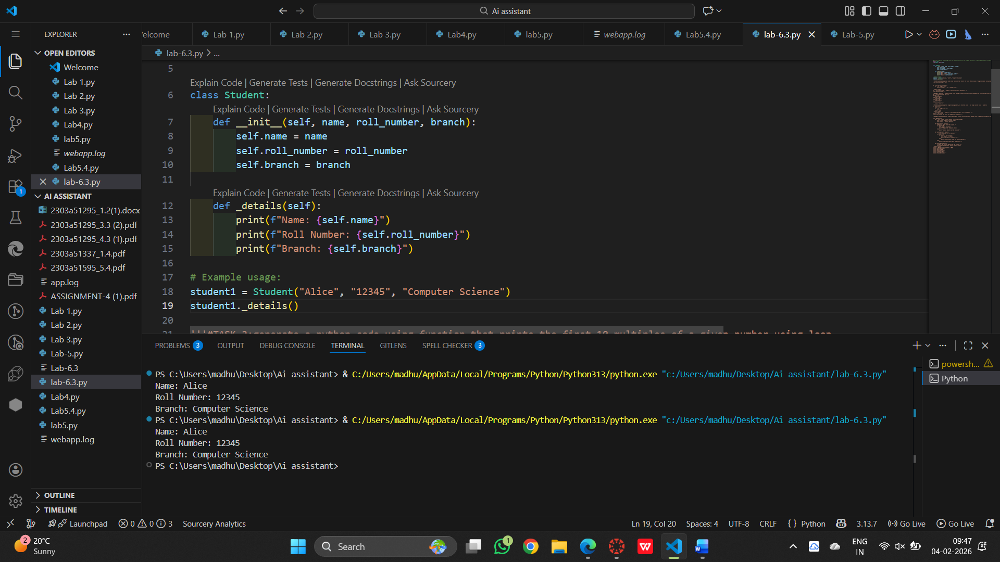 Ai assistant
EXPLORER
elcome
Lab 1.py
Lab 2.py
Lab 3.py
Lab4.py
lab5.py
webapp.log
Lab5.4.py
lab-6.3.py
Lab-5.py
OPEN EDITORS
Welcome
Lab 1.py
Lab 2.py
Lab 3.py
Lab4.py
lab5.py
webapp.log
Lab5.4.py
lab-6.3.py
AI ASSISTANT
2303a51295_1.2(1).docx
2303a51295_3.3 (2).pdf
2303a51295_4.3 (1).pdf
2303a51337_1.4.pdf
2303a51595_5.4.pdf
app.log
ASSIGNMENT-4 (1).pdf
Lab 1.py
Lab 2.py
Lab 3.py
Lab-5.py
Lab-6.3
lab-6.3.py
Lab4.py
Lab5.4.py
lab5.py
webapp.log
OUTLINE
TIMELINE
1
lab-6.3.py > ...
5
Explain Code | Generate Tests | Generate Docstrings | Ask Sourcery
6 class Student:
Explain Code | Generate Tests | Generate Docstrings | Ask Sourcery
7 def __init__(self, name, roll_number, branch):
8 self.name = name
9 self.roll_number = roll_number
10 self.branch = branch
11
Explain Code | Generate Tests | Generate Docstrings | Ask Sourcery
12 def _details(self):
13 print(f"Name: {self.name}")
14 print(f"Roll Number: {self.roll_number}")
15 print(f"Branch: {self.branch}")
16
17 # Example usage:
18 student1 = Student("Alice", "12345", "Computer Science")
19 student1._details()
20
21 '''#TASK 2:generate a python code using function that prints the first 10 multiples of a given number using loop
PROBLEMS 3 OUTPUT DEBUG CONSOLE TERMINAL GITLENS SPELL CHECKER 3
PS C:\Users\madhu\Desktop\Ai assistant> & C:/Users/madhu/AppData/Local/Programs/Python/Python313/python.exe "c:/Users/madhu/Desktop/Ai assistant/lab-6.3.py"
Name: Alice
Roll Number: 12345
Branch: Computer Science
PS C:\Users\madhu\Desktop\Ai assistant> & C:/Users/madhu/AppData/Local/Programs/Python/Python313/python.exe "c:/Users/madhu/Desktop/Ai assistant/lab-6.3.py"
Name: Alice
Roll Number: 12345
Branch: Computer Science
PS C:\Users\madhu\Desktop\Ai assistant>
powersh...
Python
Launchpad 0 0 3 Sourcery Analytics
Ln 19, Col 20 Spaces: 4 UTF-8 CRLF { } Python 3.13.7 Go Live Go Live
2
20°C
Sunny
Search
1
ENG
IN
09:47
04-02-2026